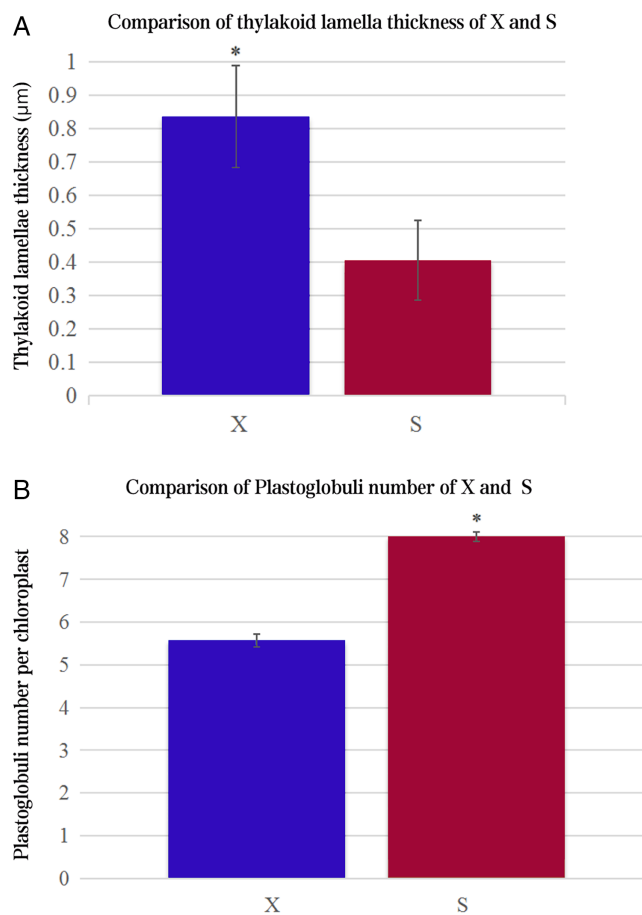 A
Comparison of thylakoid lamella thickness of X and S
Thylakoid lamellae thickness (µm)
*
1
0.9
0.8
0.7
0.6
0.5
0.4
0.3
0.2
0.1
0
X
S
B
Comparison of Plastoglobuli number of X and S
Plastoglobuli number per chloroplast
*
8
7
6
5
4
3
2
1
0
X
S